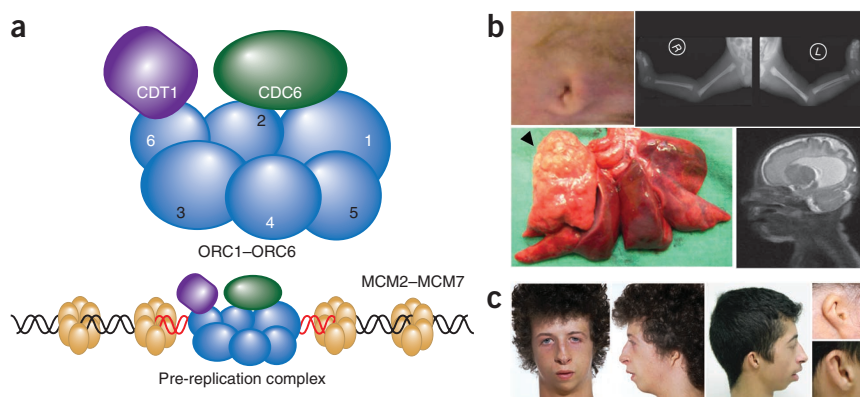 a
CDT1
CDC6
2
6
1
3
4
5
ORC1–ORC6
MCM2–MCM7
Pre-replication complex
b
R
L
c